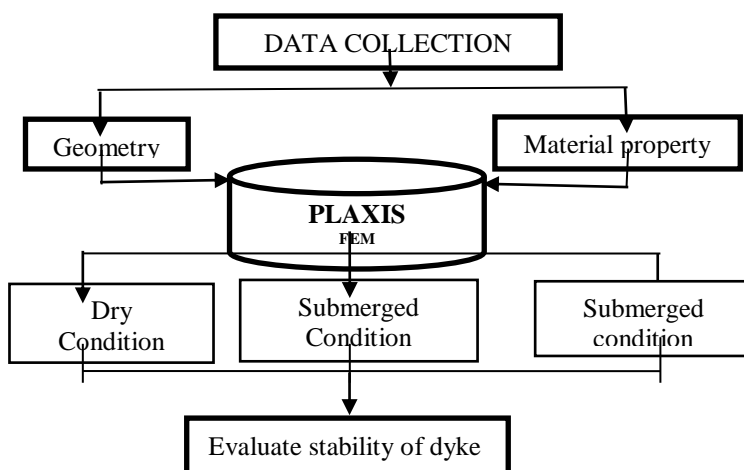 DATA COLLECTION
Geometry
Material property
PLAXIS
FEM
Dry
Condition
Submerged
Condition
Submerged
condition
Evaluate stability of dyke